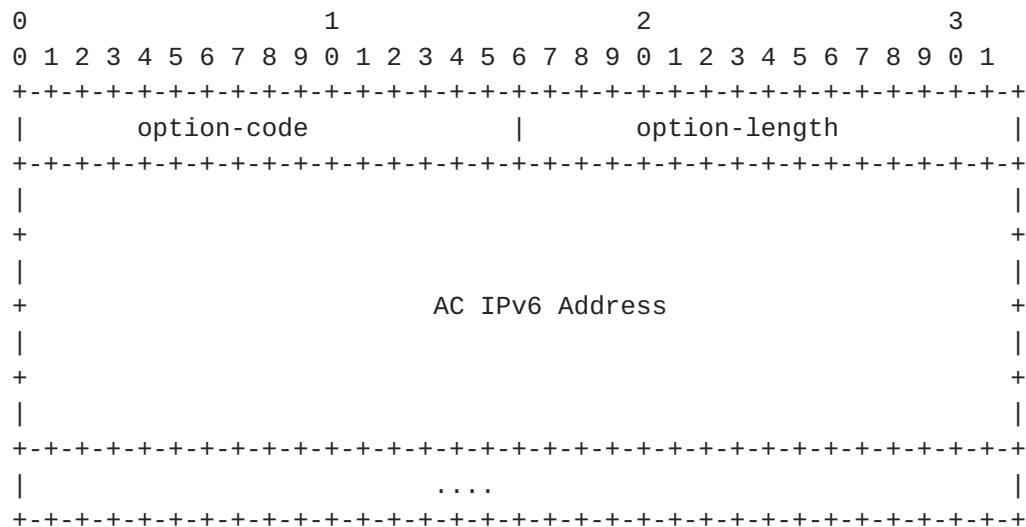 0                   1                   2                   3
0 1 2 3 4 5 6 7 8 9 0 1 2 3 4 5 6 7 8 9 0 1 2 3 4 5 6 7 8 9 0 1
+-+-+-+-+-+-+-+-+-+-+-+-+-+-+-+-+-+-+-+-+-+-+-+-+-+-+-+-+-+-+-+-+
|       option-code             |       option-length           |
+-+-+-+-+-+-+-+-+-+-+-+-+-+-+-+-+-+-+-+-+-+-+-+-+-+-+-+-+-+-+-+-+
|                                                               |
+                                                               +
|                                                               |
+                          AC IPv6 Address                      +
|                                                               |
+                                                               +
|                                                               |
+-+-+-+-+-+-+-+-+-+-+-+-+-+-+-+-+-+-+-+-+-+-+-+-+-+-+-+-+-+-+-+-+
|                          ....                                 |
+-+-+-+-+-+-+-+-+-+-+-+-+-+-+-+-+-+-+-+-+-+-+-+-+-+-+-+-+-+-+-+-+